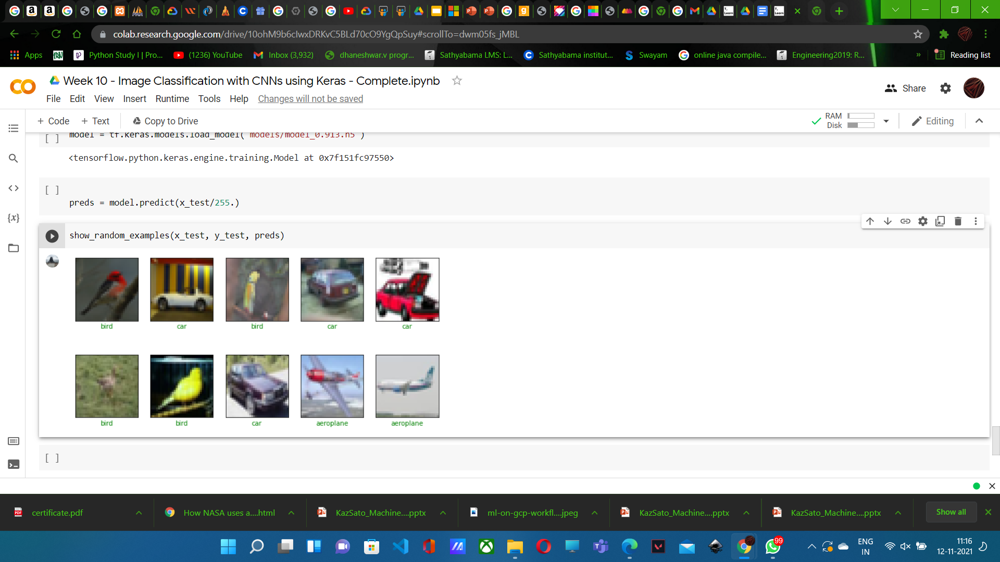 colab.research.google.com/drive/10ohM9b6cIwxDRKvC5BLd70cO9YgQpSuy#scrollTo=dwm05fs_jMBL
Apps
Python Study I | Pro...
(1236) YouTube
Inbox (3,932)
dhaneshwar.v progr...
Sathyabama LMS: L...
Sathyabama institut...
Swayam
online java compile...
Engineering2019: R...
»
Reading list
Week 10 - Image Classification with CNNs using Keras - Complete.ipynb
Share
File Edit View Insert Runtime Tools Help Changes will not be saved
+ Code + Text Copy to Drive
RAM
Disk
Editing
[ ] model = tf.keras.models.load_model('models/model_0.913.h5')
<tensorflow.python.keras.engine.training.Model at 0x7f151fc97550>
[ ]
preds = model.predict(x_test/255.)
show_random_examples(x_test, y_test, preds)
bird car bird car car
bird bird car aeroplane aeroplane
[ ]
certificate.pdf
How NASA uses a....html
KazSato_Machine....pptx
ml-on-gcp-workfl....jpeg
KazSato_Machine....pptx
KazSato_Machine....pptx
Show all
99
ENG
IN
11:16
12-11-2021